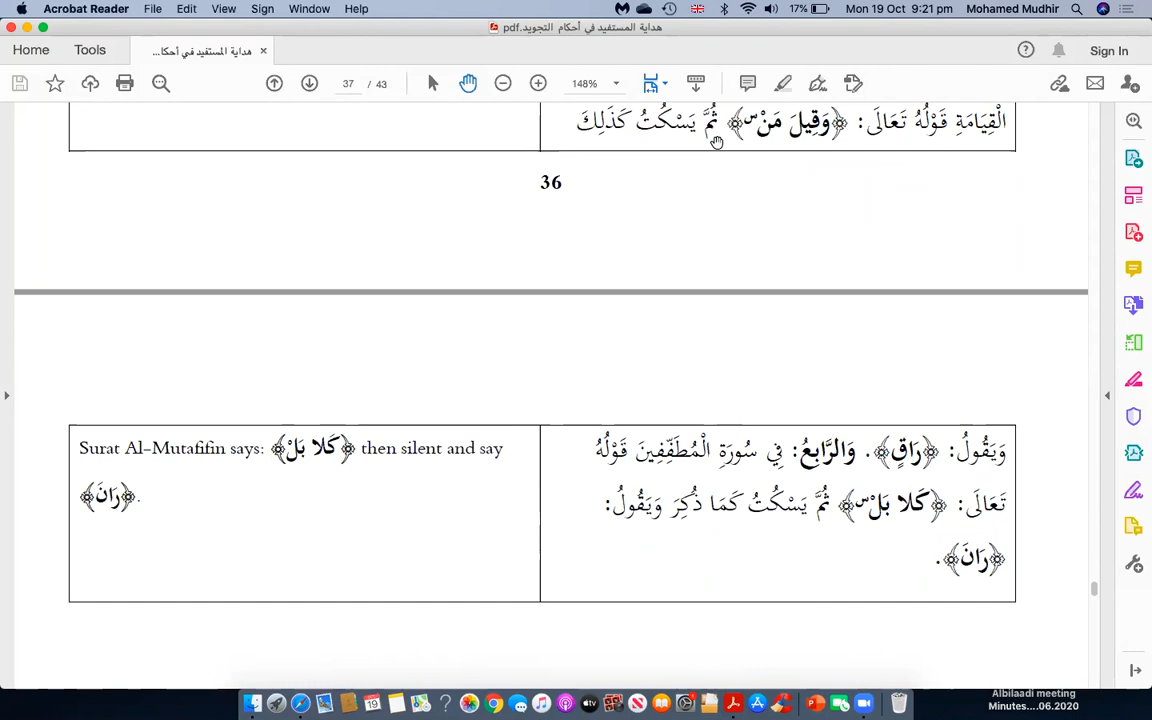 Acrobat Reader File Edit View Sign Window Help 17% Mon 19 Oct 9:21 pm Mohamed Mudhir
هداية المستفيد في أحكام التجويد.pdf
Home Tools هداية المستفيد في أحكا... × Sign In
37 / 43 148%
الْقِيَامَةِ قَوْلُهُ تَعَالَى: ﴿وَقِيلَ مَنْ س﴾ ثُمَّ يَسْكُتُ كَذَلِكَ
36
وَيَقُولُ: ﴿رَاقٍ﴾. وَالرَّابِعُ: فِي سُورَةِ الْمُطَفِّفِينَ قَوْلُهُ
تَعَالَى: ﴿كَلا بَلْ س﴾ ثُمَّ يَسْكُتُ كَمَا ذُكِرَ وَيَقُولُ:
﴿رَانَ﴾.
Surat Al-Mutafifin says: ﴿كَلا بَلْ﴾ then silent and say
﴿رَانَ﴾.
Albilaadi meeting
Minutes....06.2020